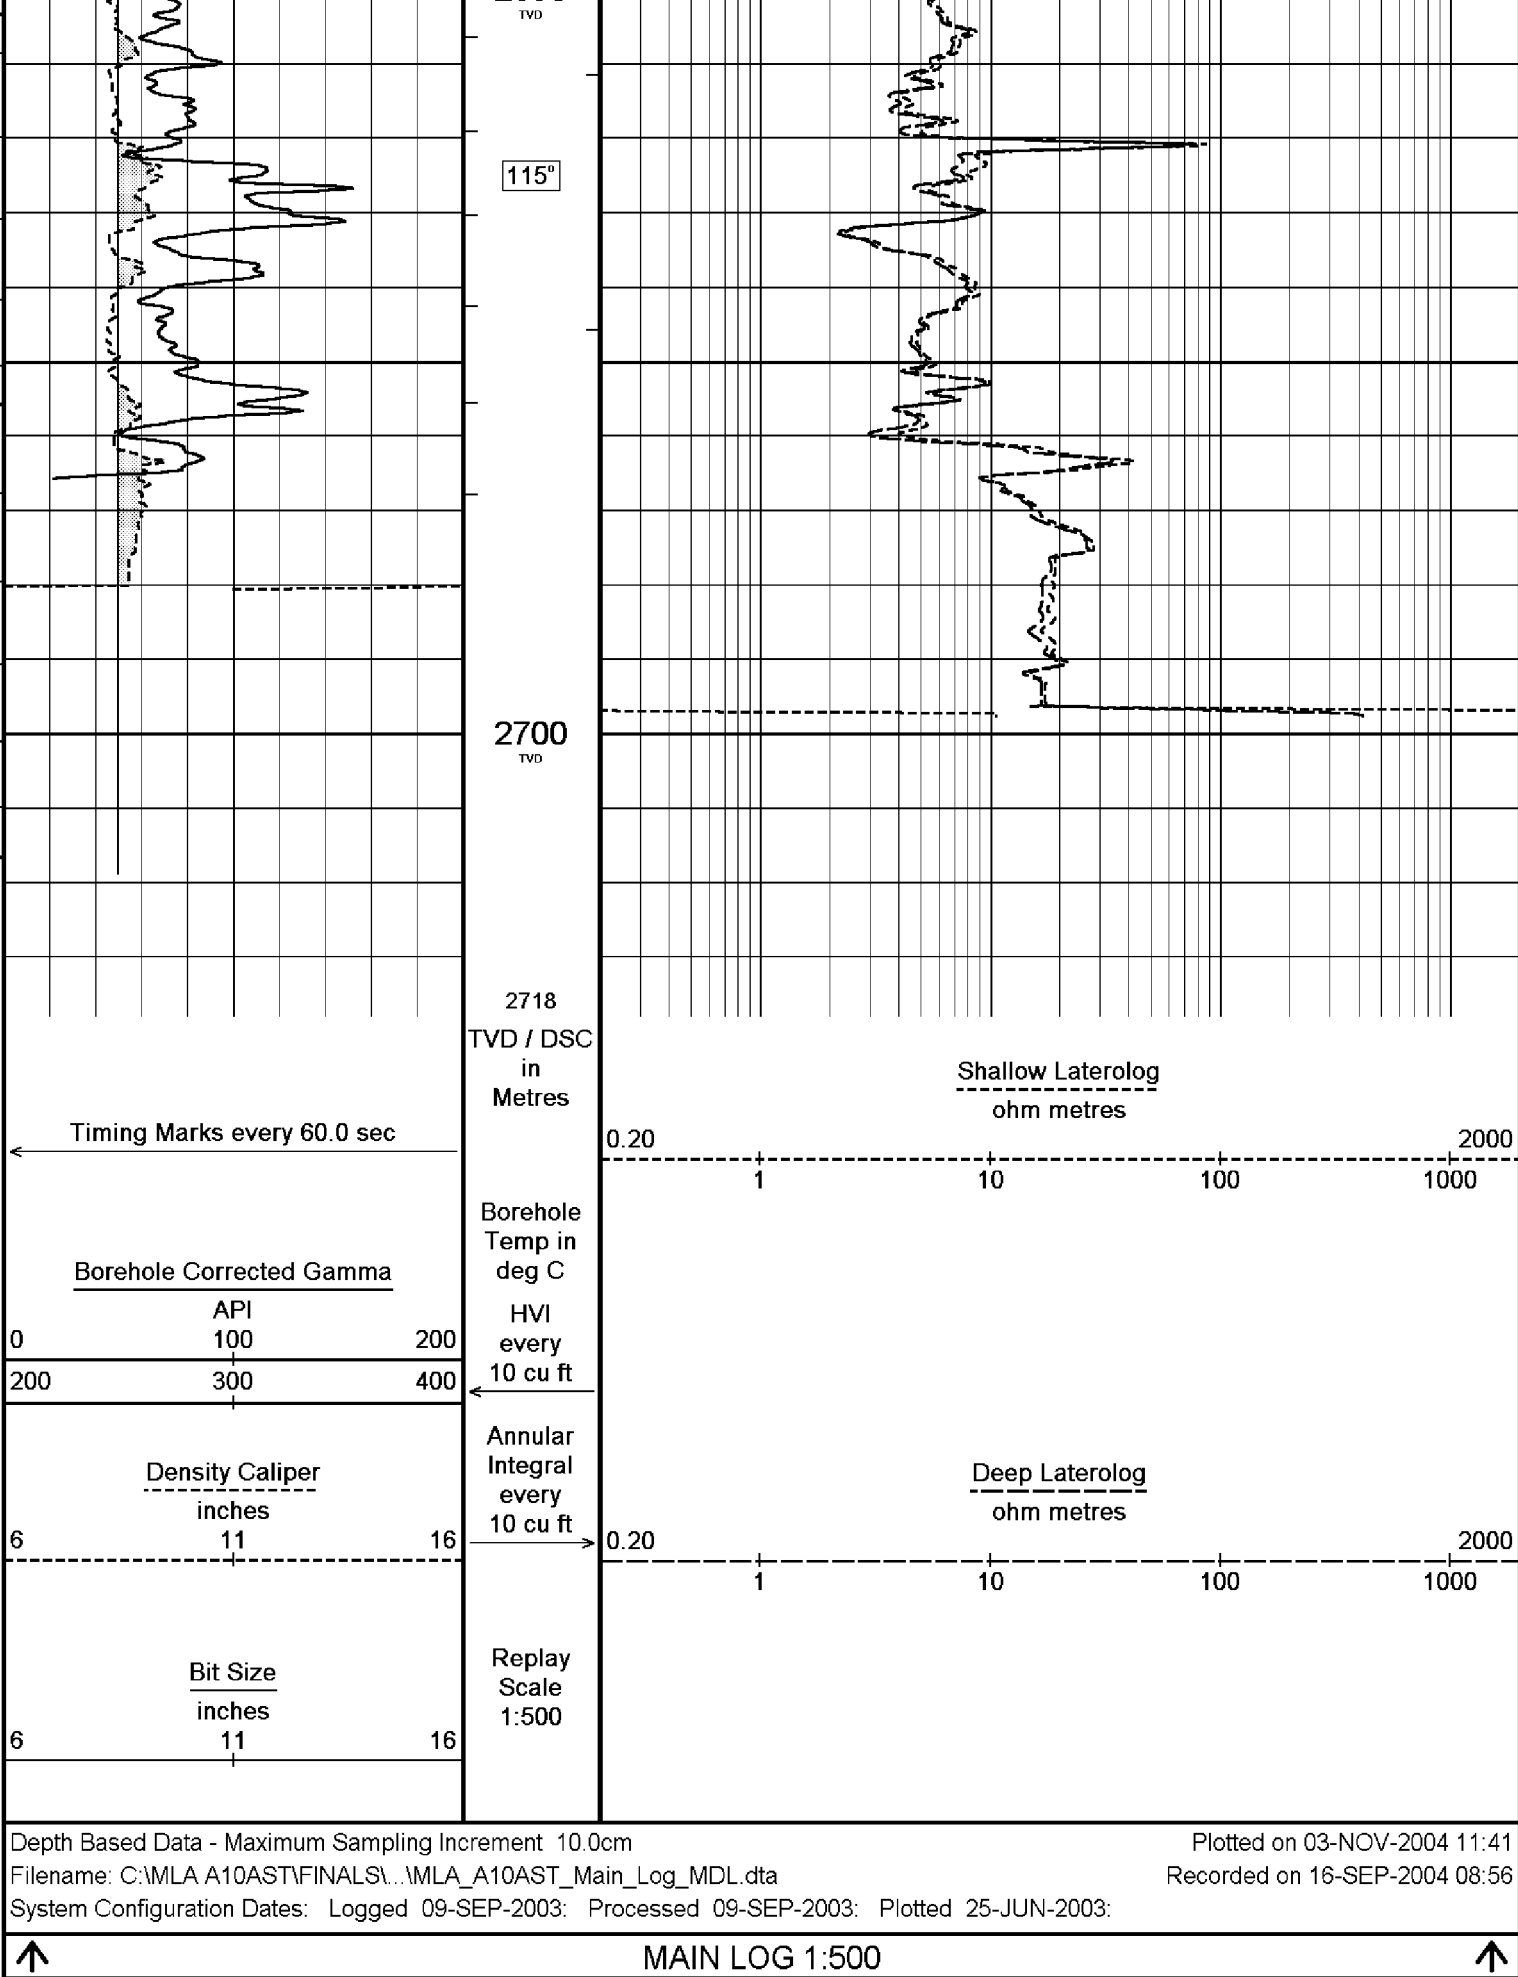 TVD
115°
2700
TVD
2718
TVD / DSC
in
Metres
Timing Marks every 60.0 sec
Borehole
Temp in
deg C
Borehole Corrected Gamma
API
0 100 200
200 300 400
HVI
every
10 cu ft
Annular
Integral
every
10 cu ft
Density Caliper
inches
6 11 16
Bit Size
inches
6 11 16
Replay
Scale
1:500
Shallow Laterolog
ohm metres
0.20 2000
1 10 100 1000
Deep Laterolog
ohm metres
0.20 2000
1 10 100 1000
Depth Based Data - Maximum Sampling Increment 10.0cm
Plotted on 03-NOV-2004 11:41
Filename: C:\MLA A10AST\FINALS\...\MLA_A10AST_Main_Log_MDL.dta
Recorded on 16-SEP-2004 08:56
System Configuration Dates: Logged 09-SEP-2003: Processed 09-SEP-2003: Plotted 25-JUN-2003:
MAIN LOG 1:500